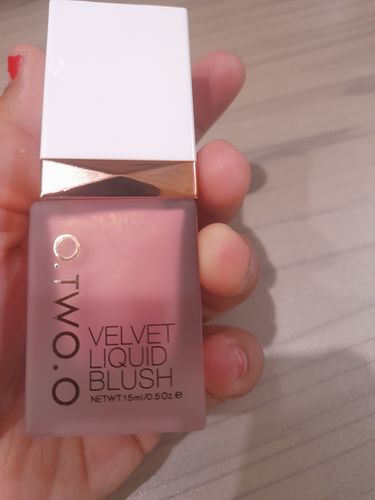 O.TWO.O
VELVET
LIQUID
BLUSH
NETWT.15ml/0.5Oz.e